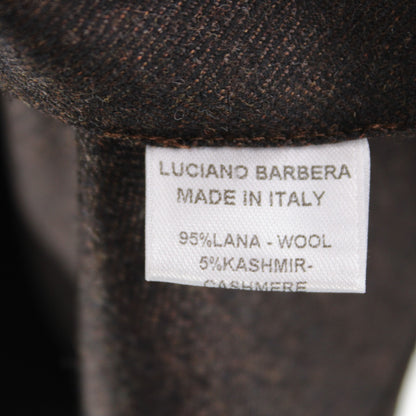 LUCIANO BARBERA
MADE IN ITALY
95%LANA - WOOL
5%KASHMIR-
CASHMERE